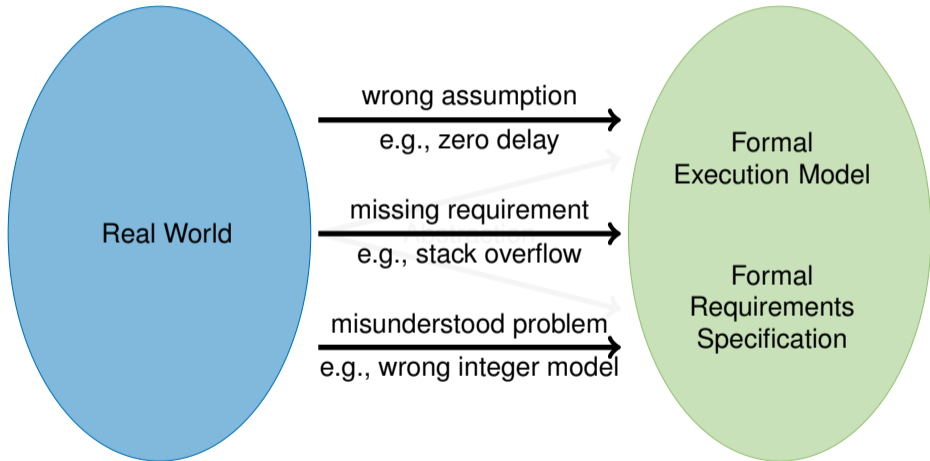 Real World
wrong assumption
e.g., zero delay
missing requirement
Abstraction
e.g., stack overflow
misunderstood problem
e.g., wrong integer model
Formal
Execution Model
Formal
Requirements
Specification